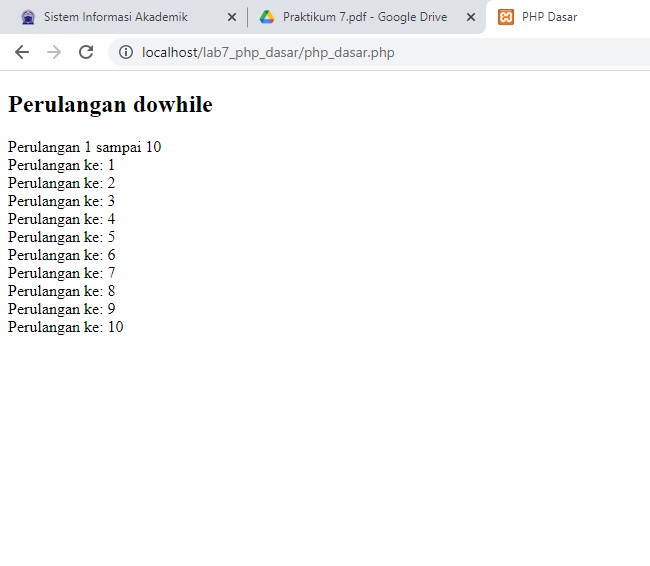 Sistem Informasi Akademik
Praktikum 7.pdf - Google Drive
PHP Dasar
localhost/lab7_php_dasar/php_dasar.php
Perulangan dowhile
Perulangan 1 sampai 10
Perulangan ke: 1
Perulangan ke: 2
Perulangan ke: 3
Perulangan ke: 4
Perulangan ke: 5
Perulangan ke: 6
Perulangan ke: 7
Perulangan ke: 8
Perulangan ke: 9
Perulangan ke: 10